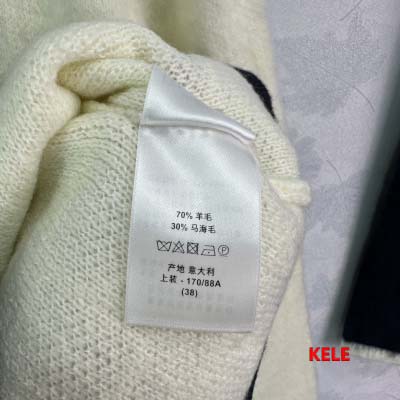 70% 羊毛
30% 马海毛
产地 意大利
上装 - 170/88A
(38)
KELE